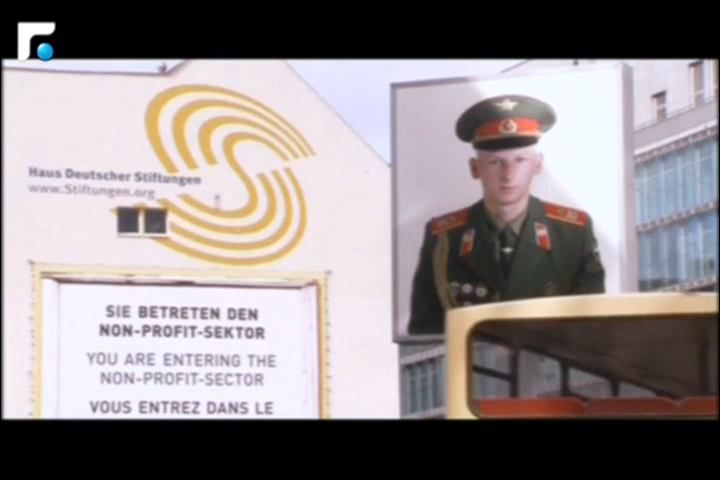 Haus Deutscher Stiftungen
www.Stiftungen.org
SIE BETRETEN DEN
NON-PROFIT-SEKTOR
YOU ARE ENTERING THE
NON-PROFIT-SECTOR
VOUS ENTREZ DANS LE